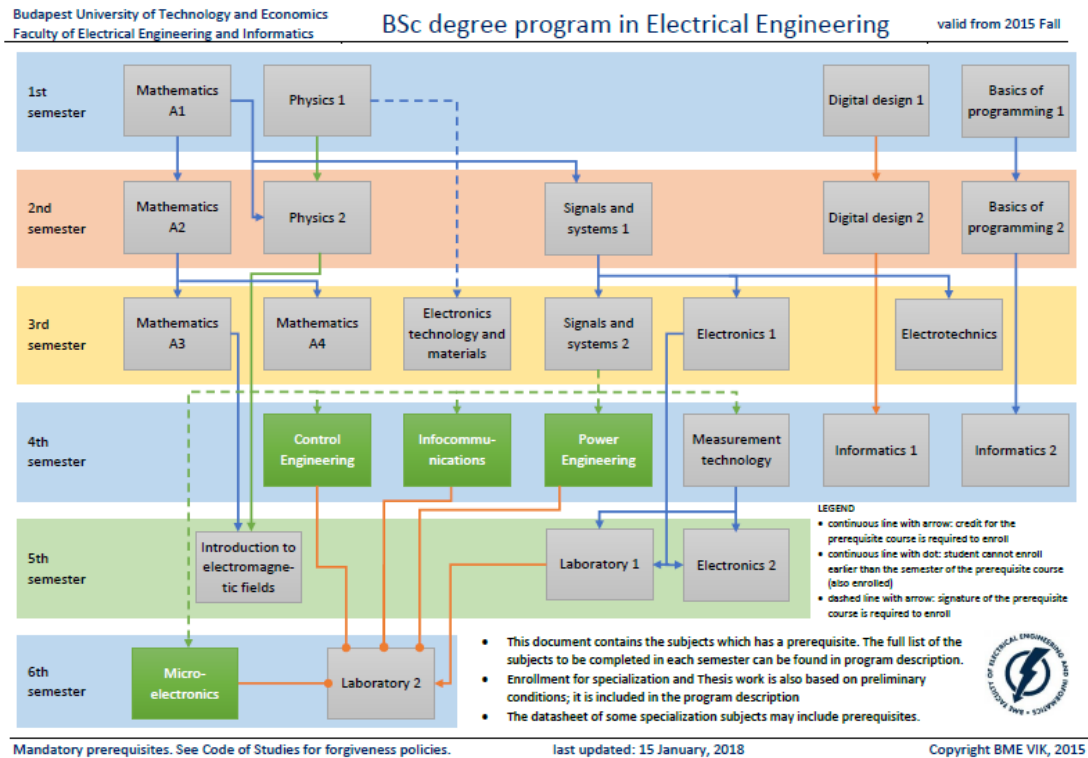 Budapest University of Technology and Economics
Faculty of Electrical Engineering and Informatics
BSc degree program in Electrical Engineering
valid from 2015 Fall
1st
semester
Mathematics
A1
Physics 1
Digital design 1
Basics of
programming 1
2nd
semester
Mathematics
A2
Physics 2
Signals and
systems 1
Digital design 2
Basics of
programming 2
3rd
semester
Mathematics
A3
Mathematics
A4
Electronics
technology and
materials
Signals and
systems 2
Electronics 1
Electrotechnics
4th
semester
Control
Engineering
Infocommu-
nications
Power
Engineering
Measurement
technology
Informatics 1
Informatics 2
5th
semester
Introduction to
electromagne-
tic fields
Laboratory 1
Electronics 2
LEGEND
• continuous line with arrow: credit for the
prerequisite course is required to enroll
• continuous line with dot: student cannot enroll
earlier than the semester of the prerequisite course
(also enrolled)
• dashed line with arrow: signature of the prerequisite
course is required to enroll
6th
semester
Micro-
electronics
Laboratory 2
• This document contains the subjects which has a prerequisite. The full list of the
subjects to be completed in each semester can be found in program description.
• Enrollment for specialization and Thesis work is also based on preliminary
conditions; it is included in the program description
• The datasheet of some specialization subjects may include prerequisites.
BME FACULTY OF ELECTRICAL ENGINEERING AND INFORMATICS
Mandatory prerequisites. See Code of Studies for forgiveness policies.
last updated: 15 January, 2018
Copyright BME VIK, 2015